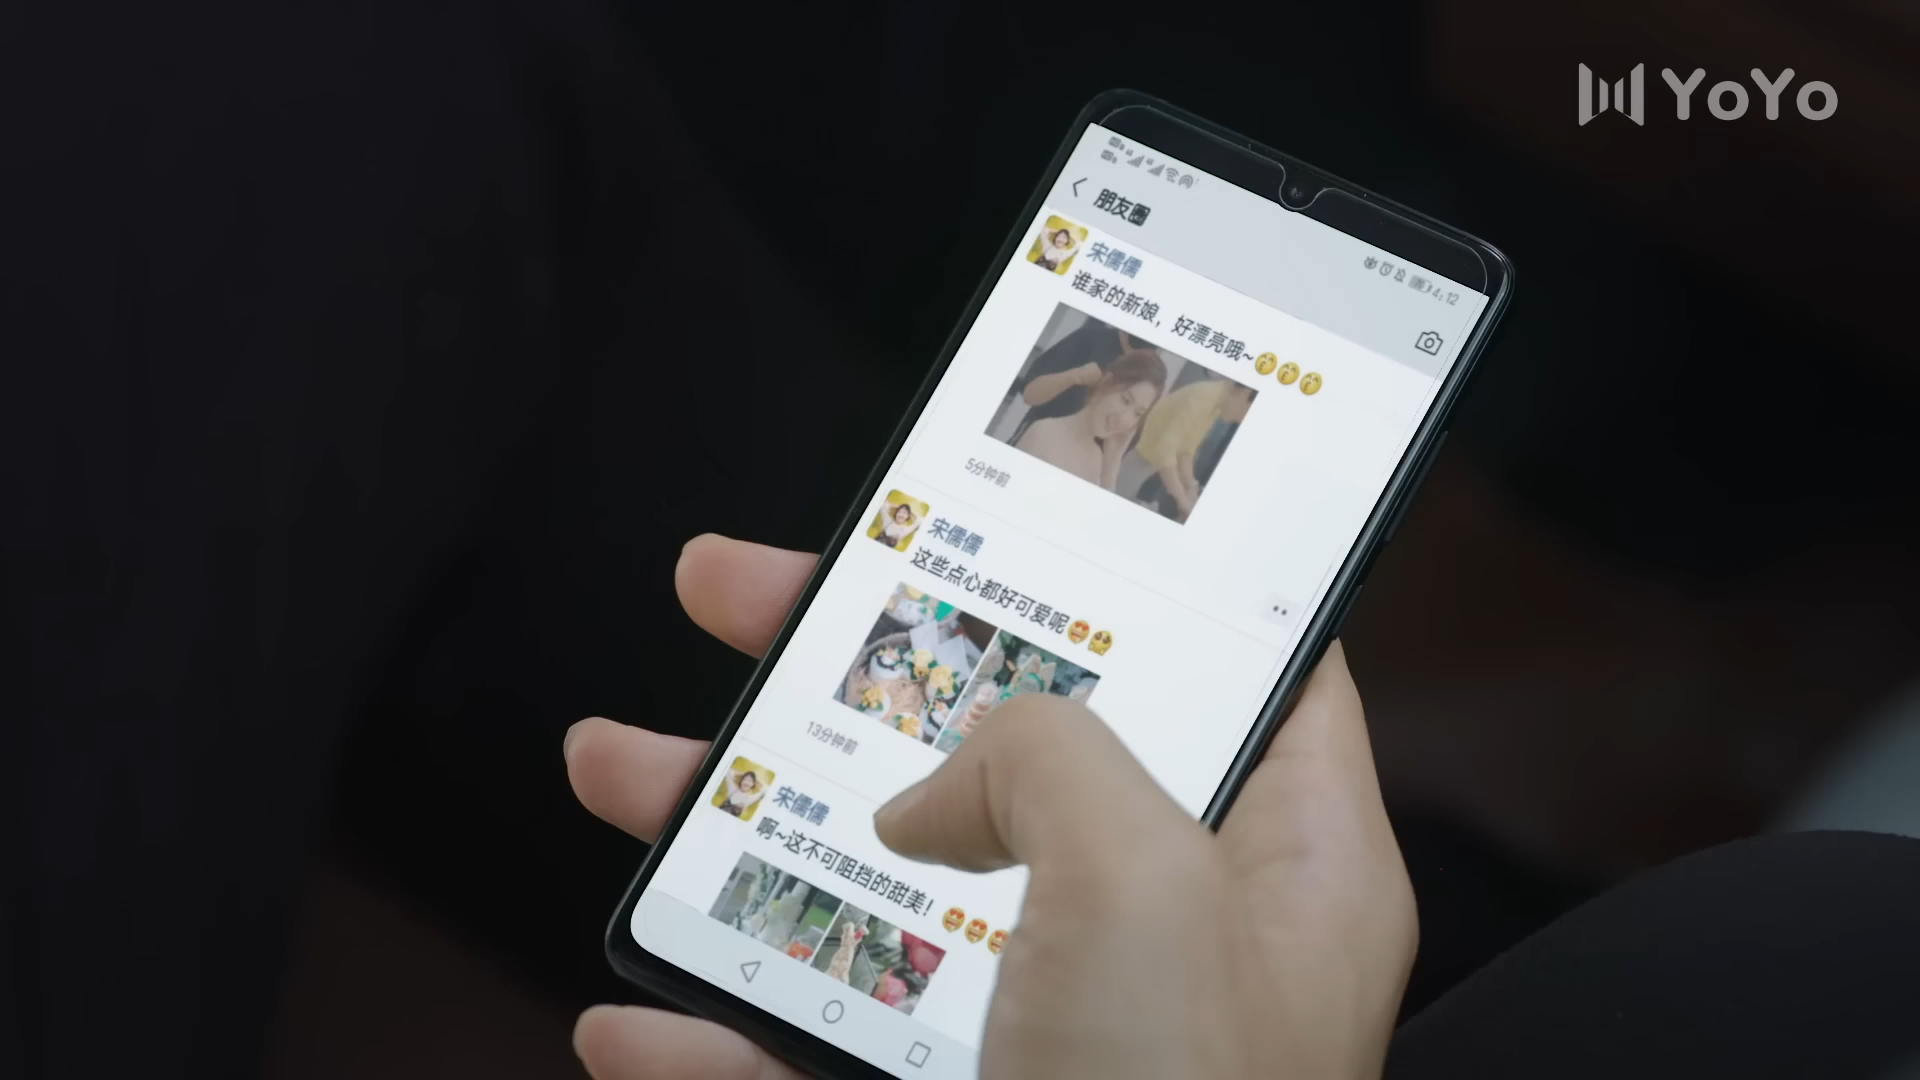 YoYo
朋友圈
4:12
宋儒儒
谁家的新娘，好漂亮哦~
5分钟前
宋儒儒
这些点心都好可爱呢
13分钟前
宋儒儒
啊~这不可阻挡的甜美！